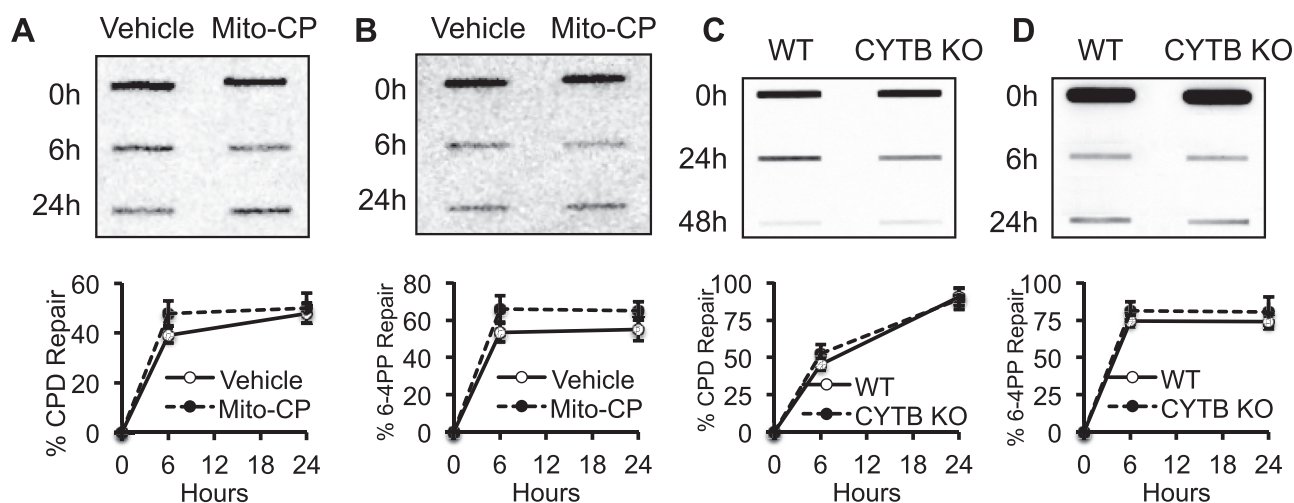 A
Vehicle Mito-CP
0h
6h
24h
60
40
20
0
% CPD Repair
Vehicle
Mito-CP
0 6 12 18 24
Hours
B
Vehicle Mito-CP
0h
6h
24h
80
60
40
20
0
% 6-4PP Repair
Vehicle
Mito-CP
0 6 12 18 24
Hours
C
WT CYTB KO
0h
24h
48h
100
75
50
25
0
% CPD Repair
WT
CYTB KO
0 6 12 18 24
Hours
D
WT CYTB KO
0h
6h
24h
100
75
50
25
0
% 6-4PP Repair
WT
CYTB KO
0 6 12 18 24
Hours